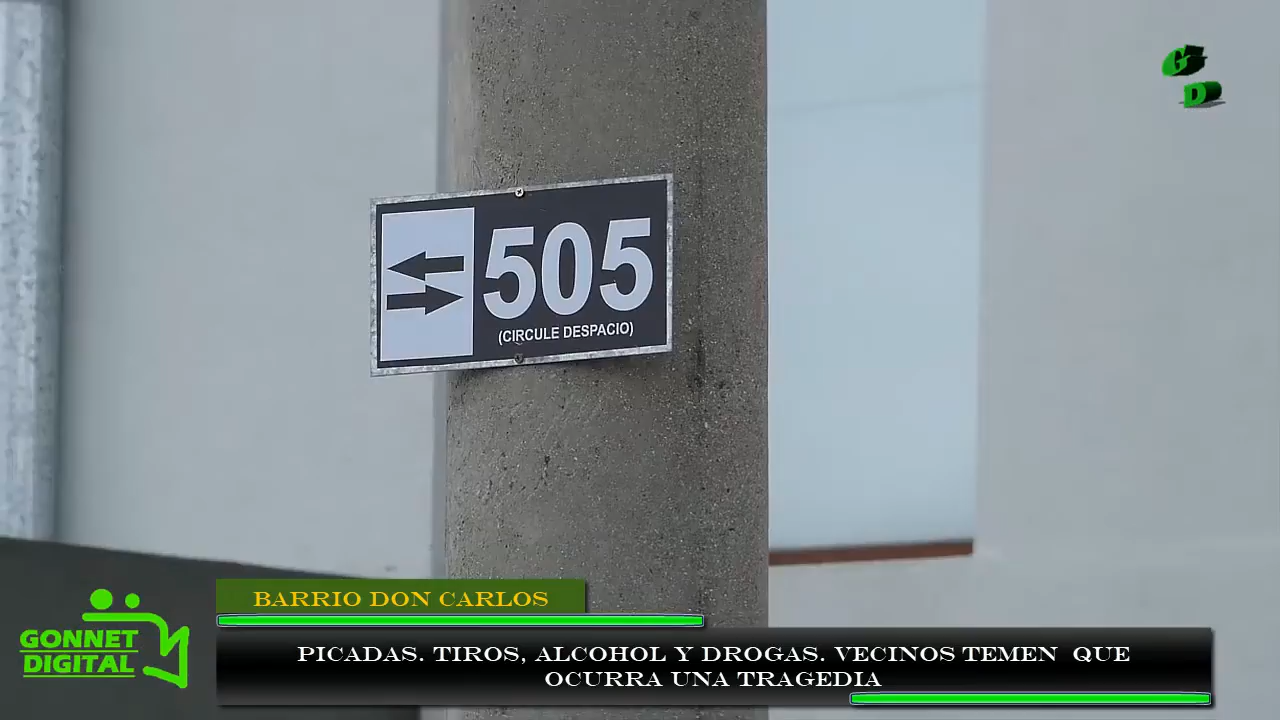 G
D
505
(CIRCULE DESPACIO)
BARRIO DON CARLOS
GONNET
DIGITAL
PICADAS. TIROS, ALCOHOL Y DROGAS. VECINOS TEMEN QUE
OCURRA UNA TRAGEDIA